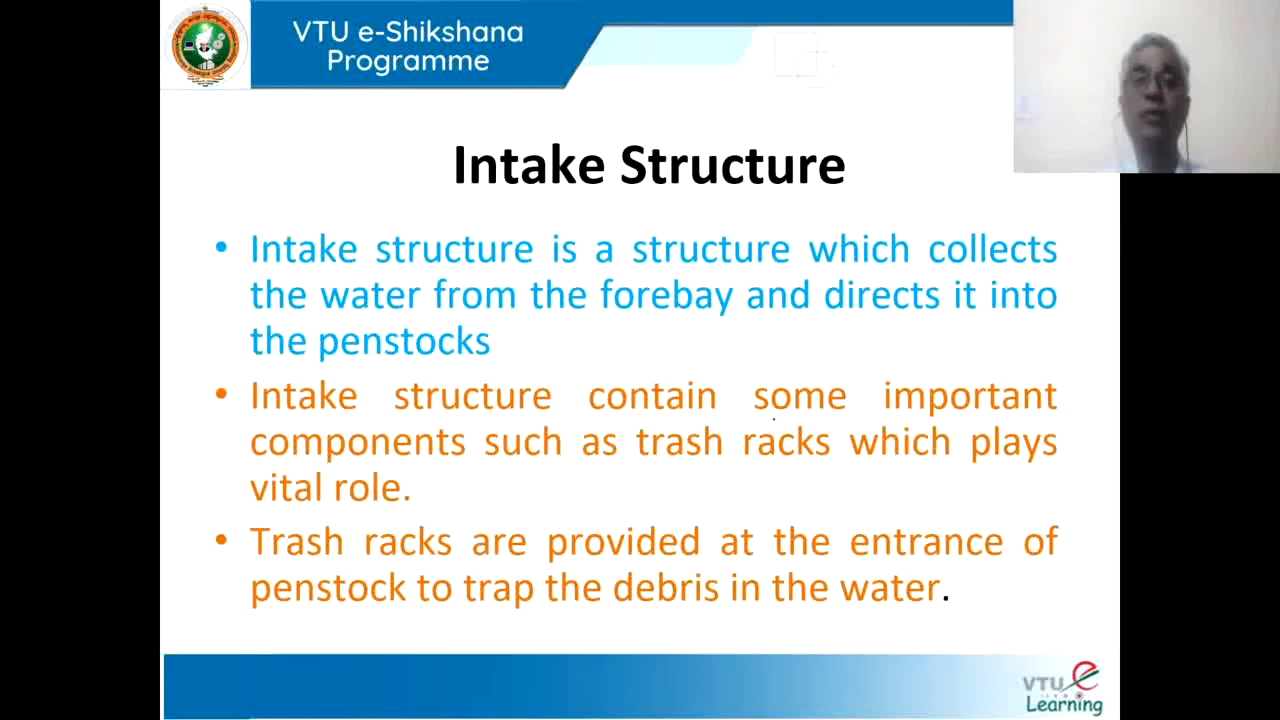 VTU e-Shikshana
Programme
Intake Structure
• Intake structure is a structure which collects
the water from the forebay and directs it into
the penstocks
• Intake structure contain some important
components such as trash racks which plays
vital role.
• Trash racks are provided at the entrance of
penstock to trap the debris in the water.
VTU e
Learning